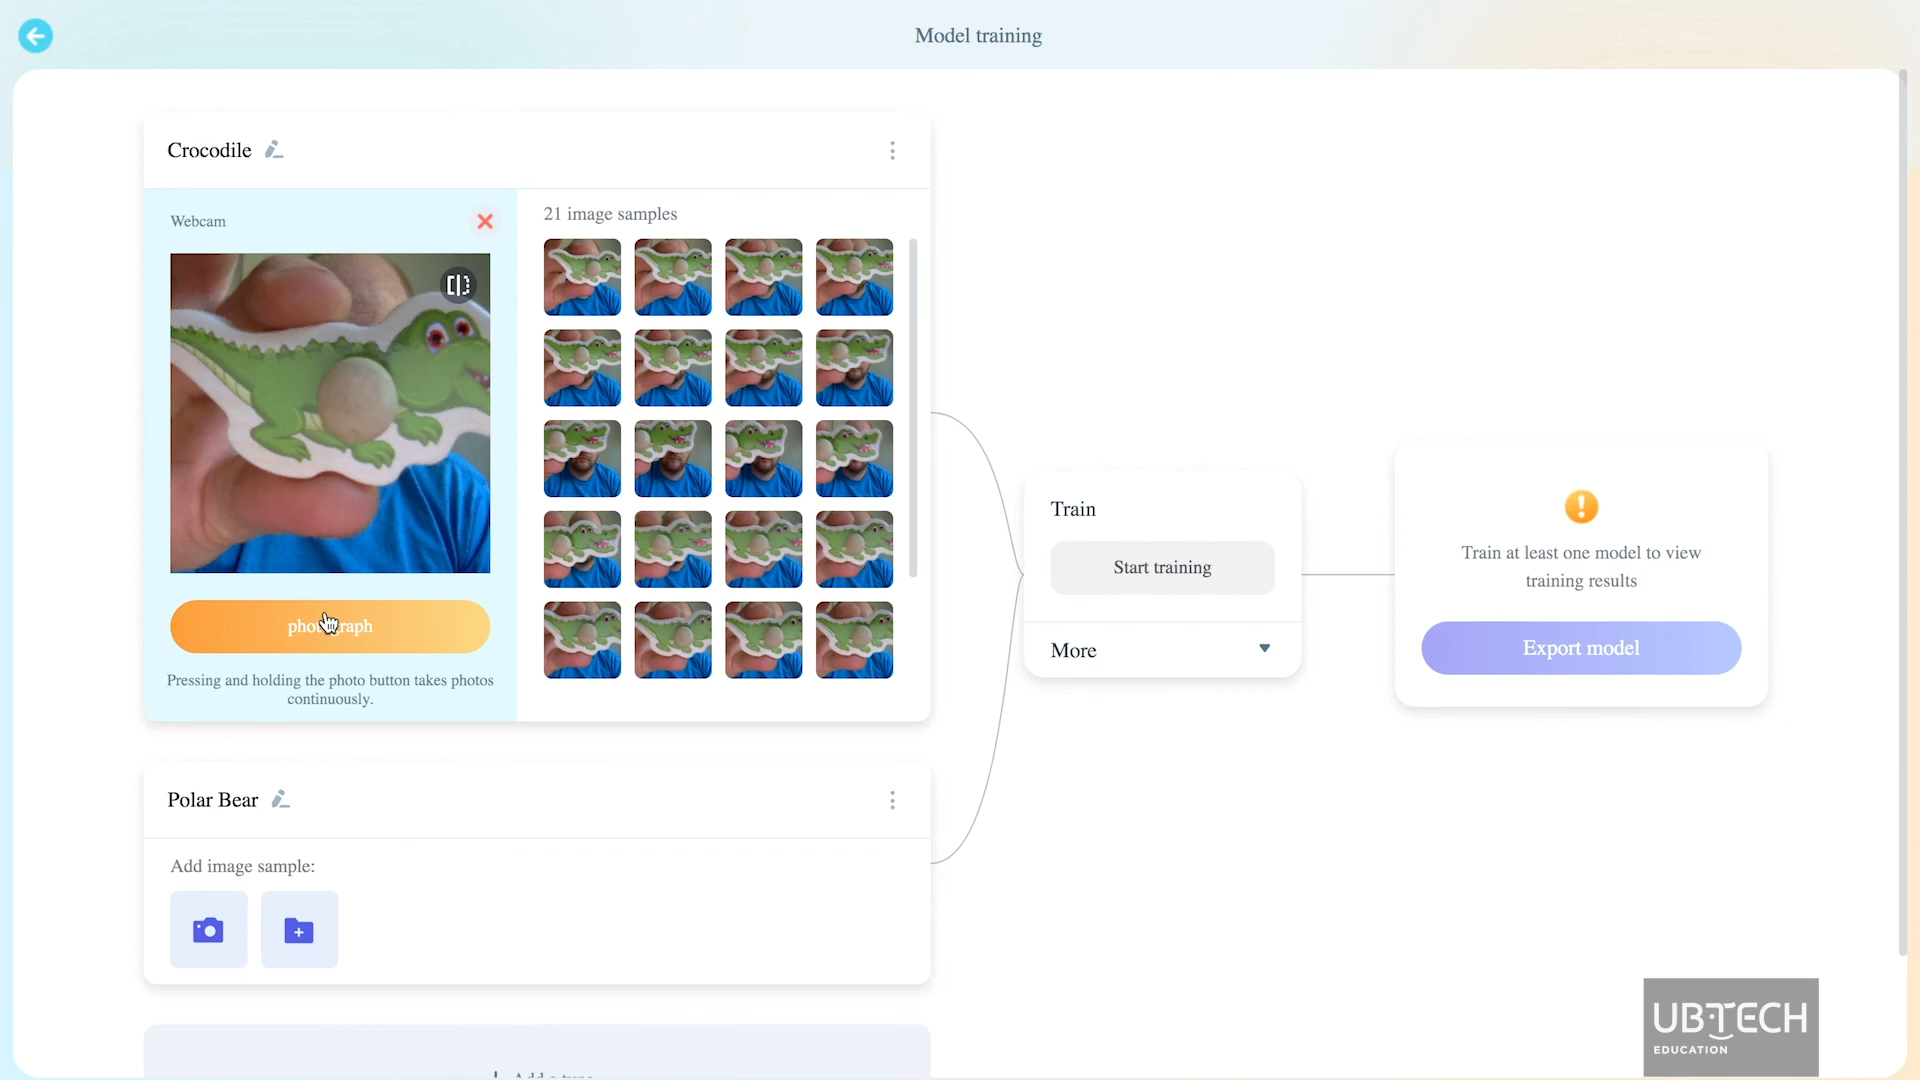 Model training
Crocodile
Webcam
21 image samples
photograph
Pressing and holding the photo button takes photos
continuously.
Train
Start training
More
Train at least one model to view
training results
Export model
Polar Bear
Add image sample:
UBTECH
EDUCATION